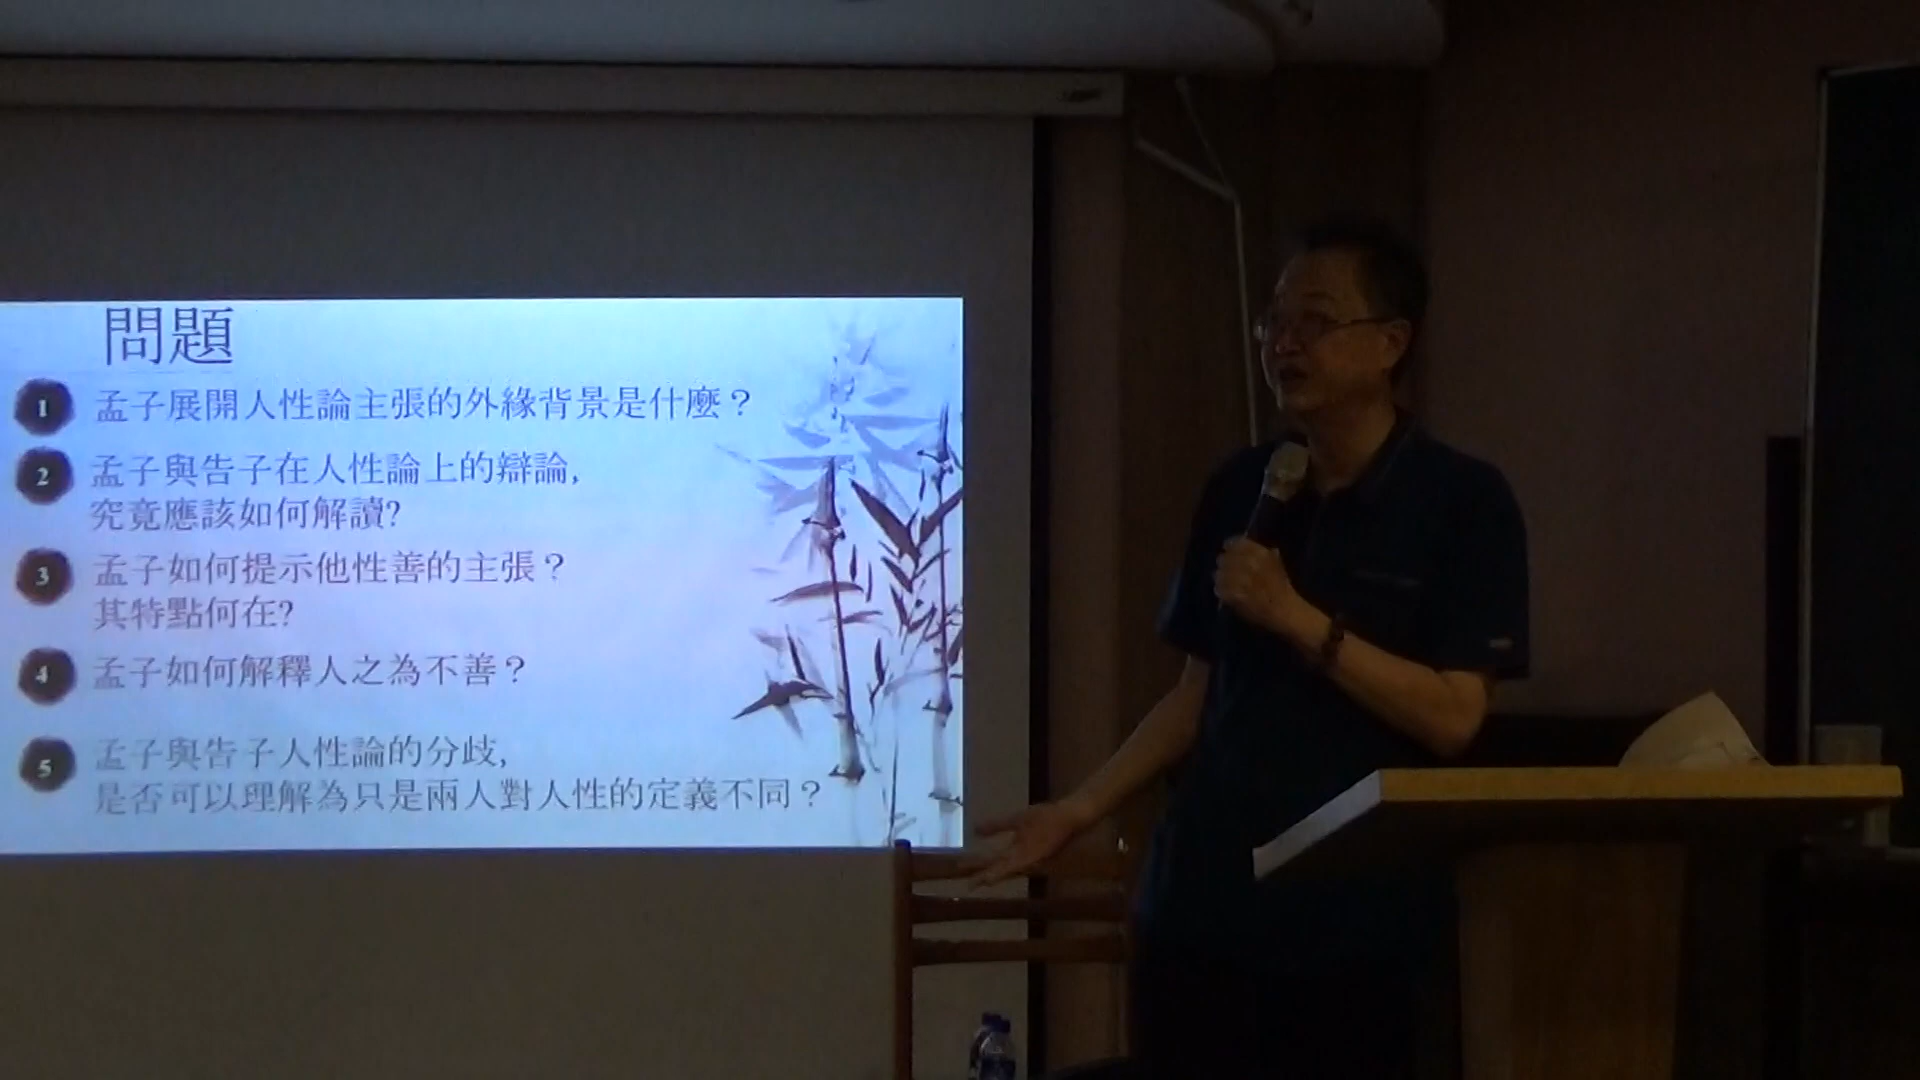 問題
1 孟子展開人性論主張的外緣背景是什麼？
2 孟子與告子在人性論上的辯論,
究竟應該如何解讀?
3 孟子如何提示他性善的主張？
其特點何在?
4 孟子如何解釋人之為不善？
5 孟子與告子人性論的分歧,
是否可以理解為只是兩人對人性的定義不同？